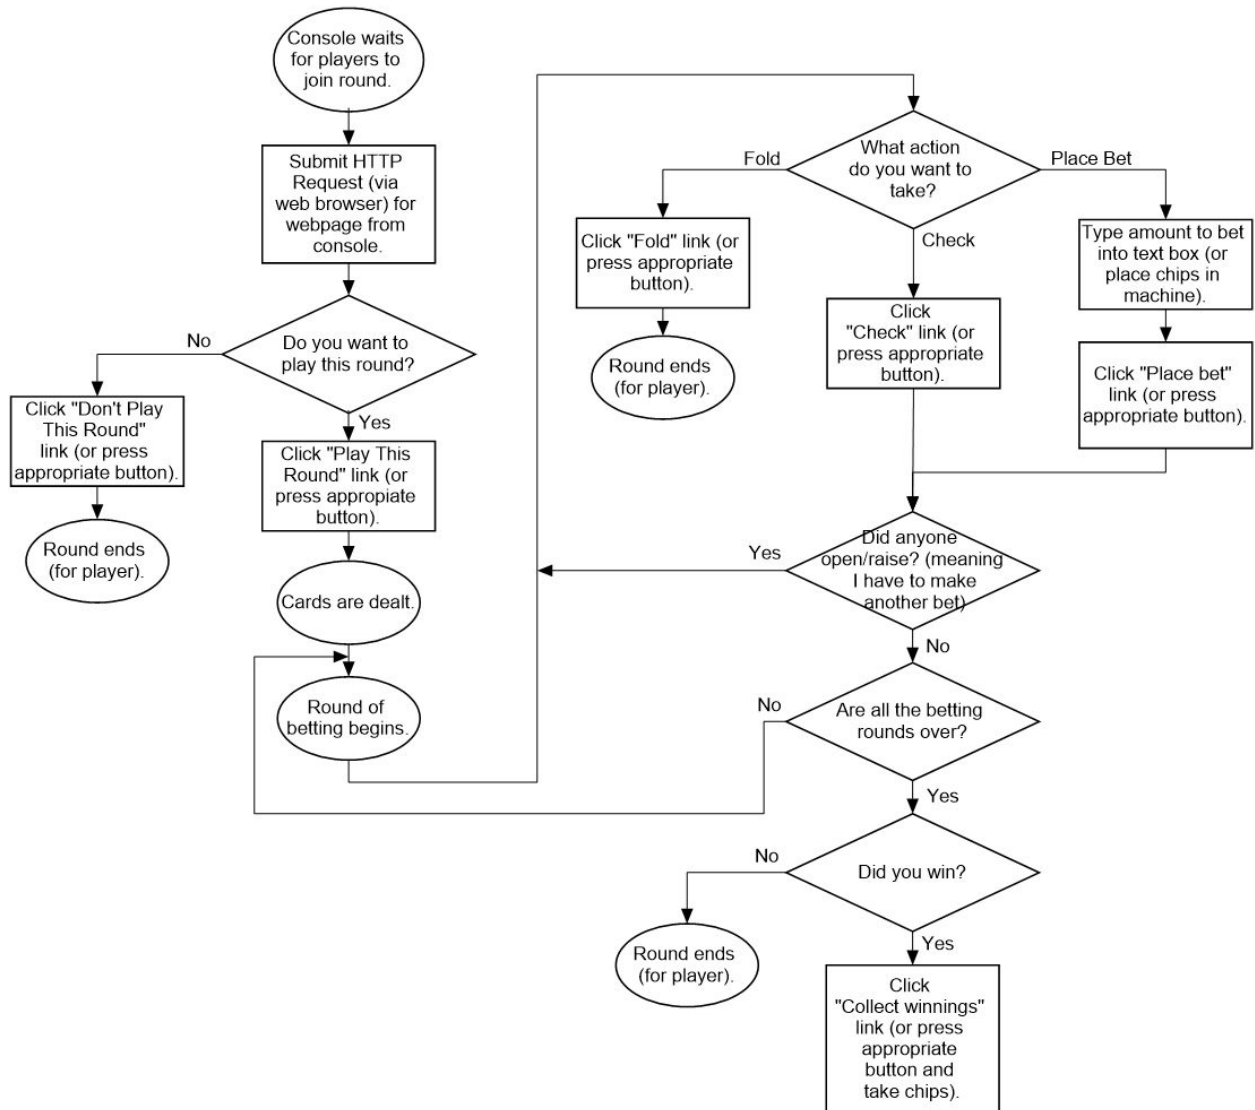 Console waits
for players to
join round.
Submit HTTP
Request (via
web browser) for
webpage from
console.
Do you want to
play this round?
No
Yes
Click "Don't Play
This Round"
link (or press
appropriate button).
Round ends
(for player).
Click "Play This
Round" link (or
press appropiate
button).
Cards are dealt.
Round of
betting begins.
What action
do you want to
take?
Fold
Check
Place Bet
Click "Fold" link (or
press appropriate
button).
Round ends
(for player).
Click
"Check" link (or
press appropriate
button).
Type amount to bet
into text box (or
place chips in
machine).
Click "Place bet"
link (or press
appropriate button).
Did anyone
open/raise? (meaning
I have to make
another bet)
Yes
No
Are all the betting
rounds over?
No
Yes
Did you win?
No
Yes
Round ends
(for player).
Click
"Collect winnings"
link (or press
appropriate
button and
take chips).